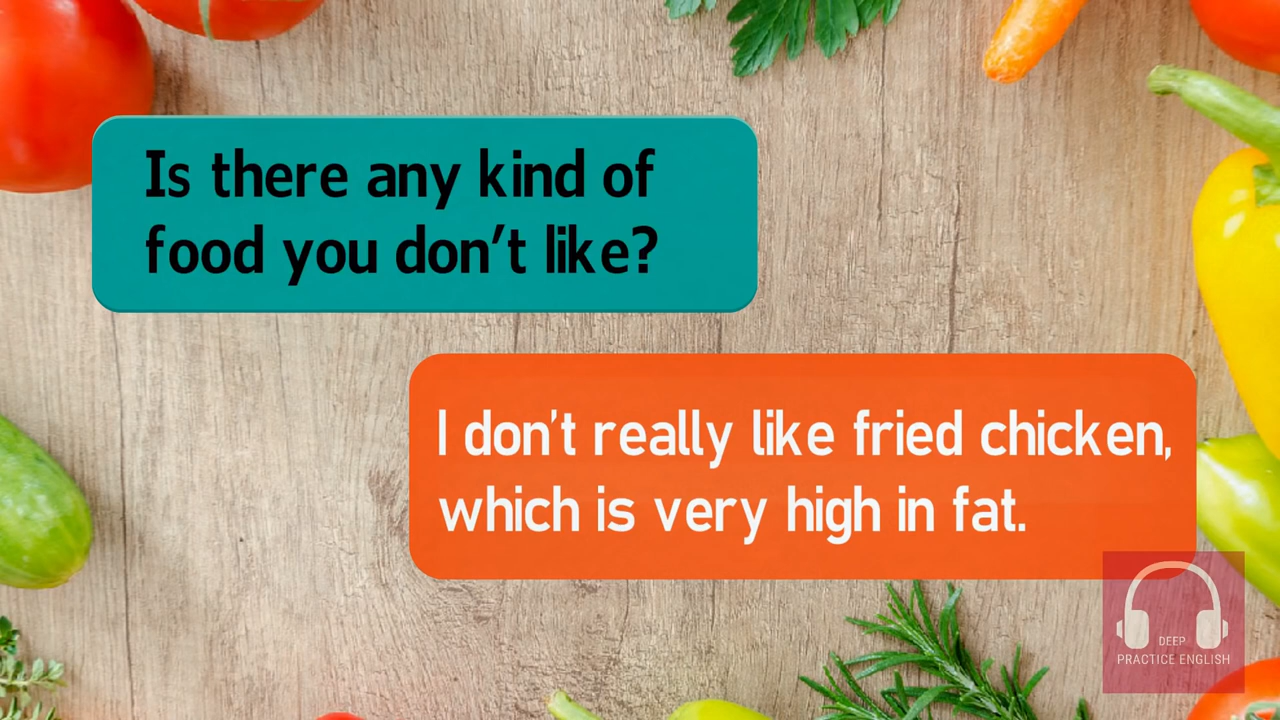 Is there any kind of
food you don't like?
I don't really like fried chicken,
which is very high in fat.
DEEP
PRACTICE ENGLISH